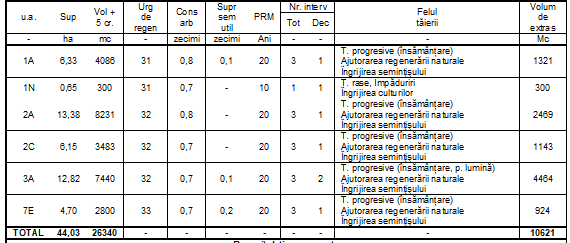 u.a. Sup Vol + 5 cr. Urg de regen Cons arb Supr sem util PRM Nr. interv Tot Dec Felul tăierii Volum de extras
- ha mc - zecimi zecimi Ani - - - Mc
1A 6,33 4086 31 0,8 0,1 20 3 1 T. progresive (însămânțare) 1321
Ajutorarea regenerării naturale
Îngrijirea semințișului
1N 0,65 300 31 0,7 - 10 1 1 T. rase, Împăduriri 300
Îngrijirea culturilor
2A 13,38 8231 32 0,8 - 20 3 1 T. progresive (însămânțare) 2469
Ajutorarea regenerării naturale
Îngrijirea semințișului
2C 6,15 3483 32 0,7 - 20 3 1 T. progresive (însămânțare) 1143
Ajutorarea regenerării naturale
Îngrijirea semințișului
3A 12,82 7440 32 0,7 0,1 20 3 2 T. progresive (însămânțare, p. lumină) 4464
Ajutorarea regenerării naturale
Îngrijirea semințișului
7E 4,70 2800 33 0,7 0,2 20 3 1 T. progresive (însămânțare) 924
Ajutorarea regenerării naturale
Îngrijirea semințișului
TOTAL 44,03 26340 - - - - - - - 10621